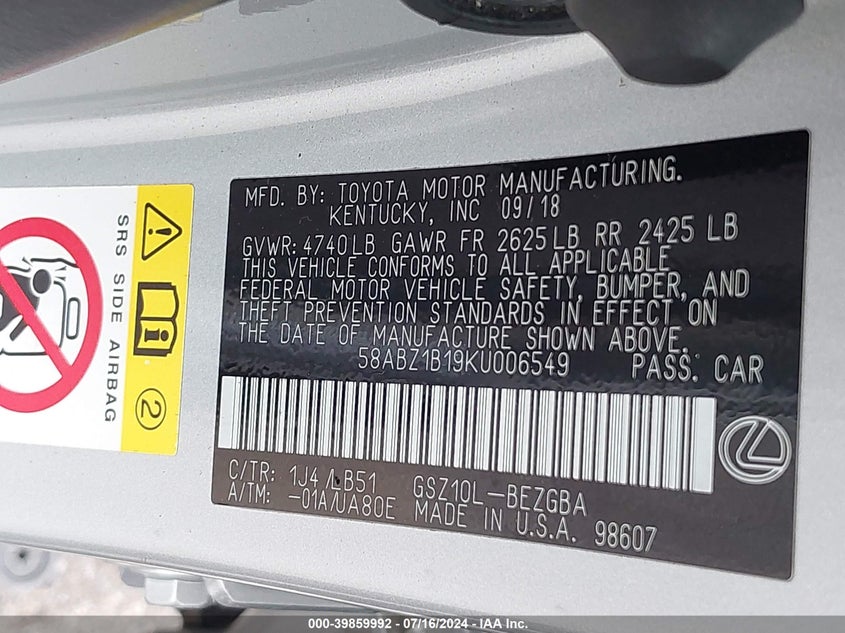 MFD. BY: TOYOTA MOTOR MANUFACTURING.
KENTUCKY, INC 09/18
GVWR: 4740 LB GAWR FR 2625 LB RR 2425 LB
THIS VEHICLE CONFORMS TO ALL APPLICABLE
FEDERAL MOTOR VEHICLE SAFETY, BUMPER, AND
THEFT PREVENTION STANDARDS IN EFFECT ON
THE DATE OF MANUFACTURE SHOWN ABOVE.
58ABZ1B19KU006549 PASS. CAR
C/TR: 1J4 /LB51 GSZ10L-BEZGBA
A/TM: -01A/UA80E MADE IN U.S.A. 98607
SRS SIDE AIRBAG
2
000-39859992 - 07/16/2024 - IAA Inc.